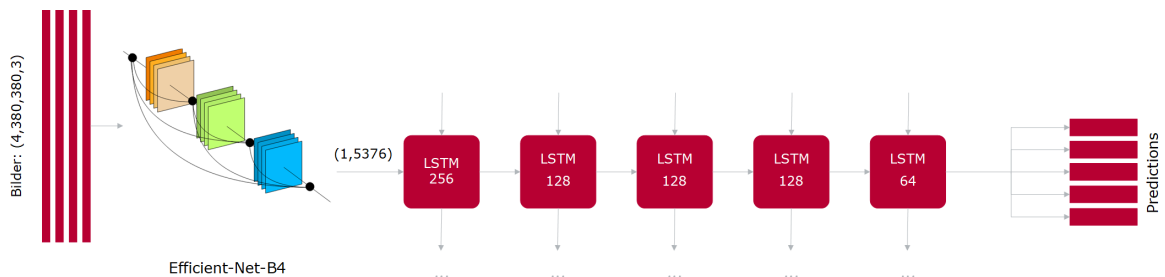 Bilder: (4,380,380,3)
Efficient-Net-B4
(1,5376)
LSTM
256
LSTM
128
LSTM
128
LSTM
128
LSTM
64
...
...
...
...
...
Predictions